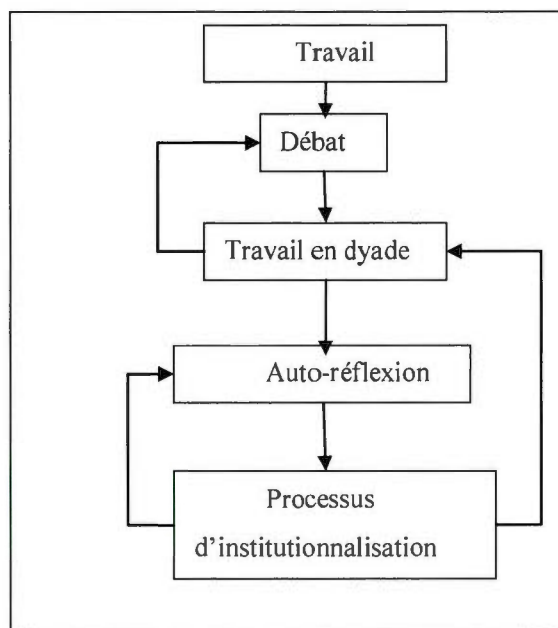 Travail
Débat
Travail en dyade
Auto-réflexion
Processus
d'institutionnalisation